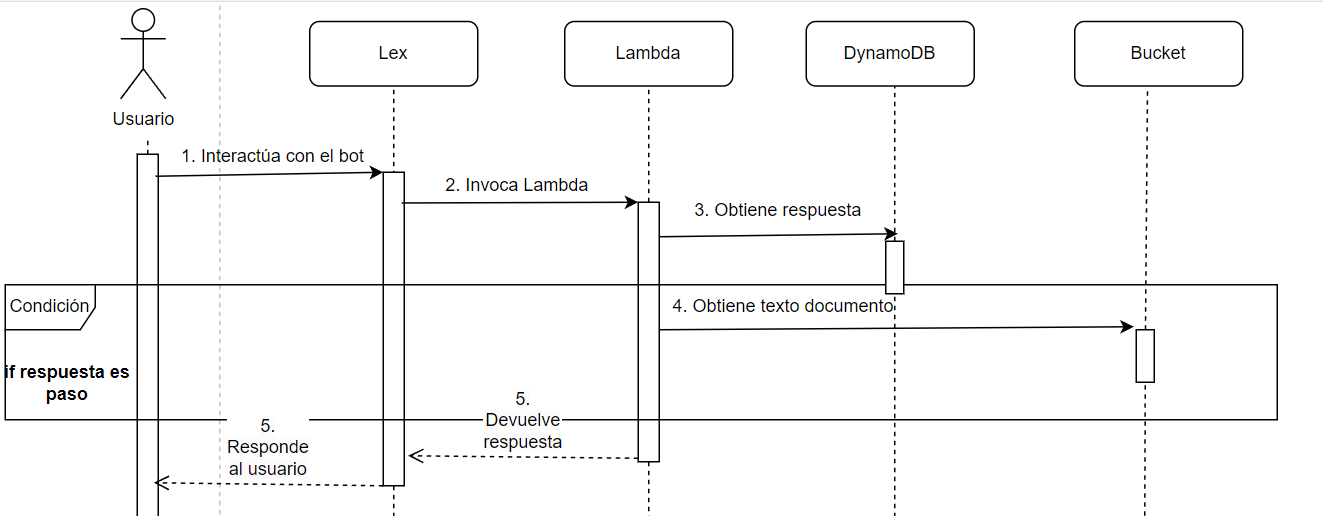 Lex
Lambda
DynamoDB
Bucket
Usuario
1. Interactúa con el bot
2. Invoca Lambda
3. Obtiene respuesta
Condición
4. Obtiene texto documento
if respuesta es
paso
5.
Devuelve
respuesta
5.
Responde
al usuario